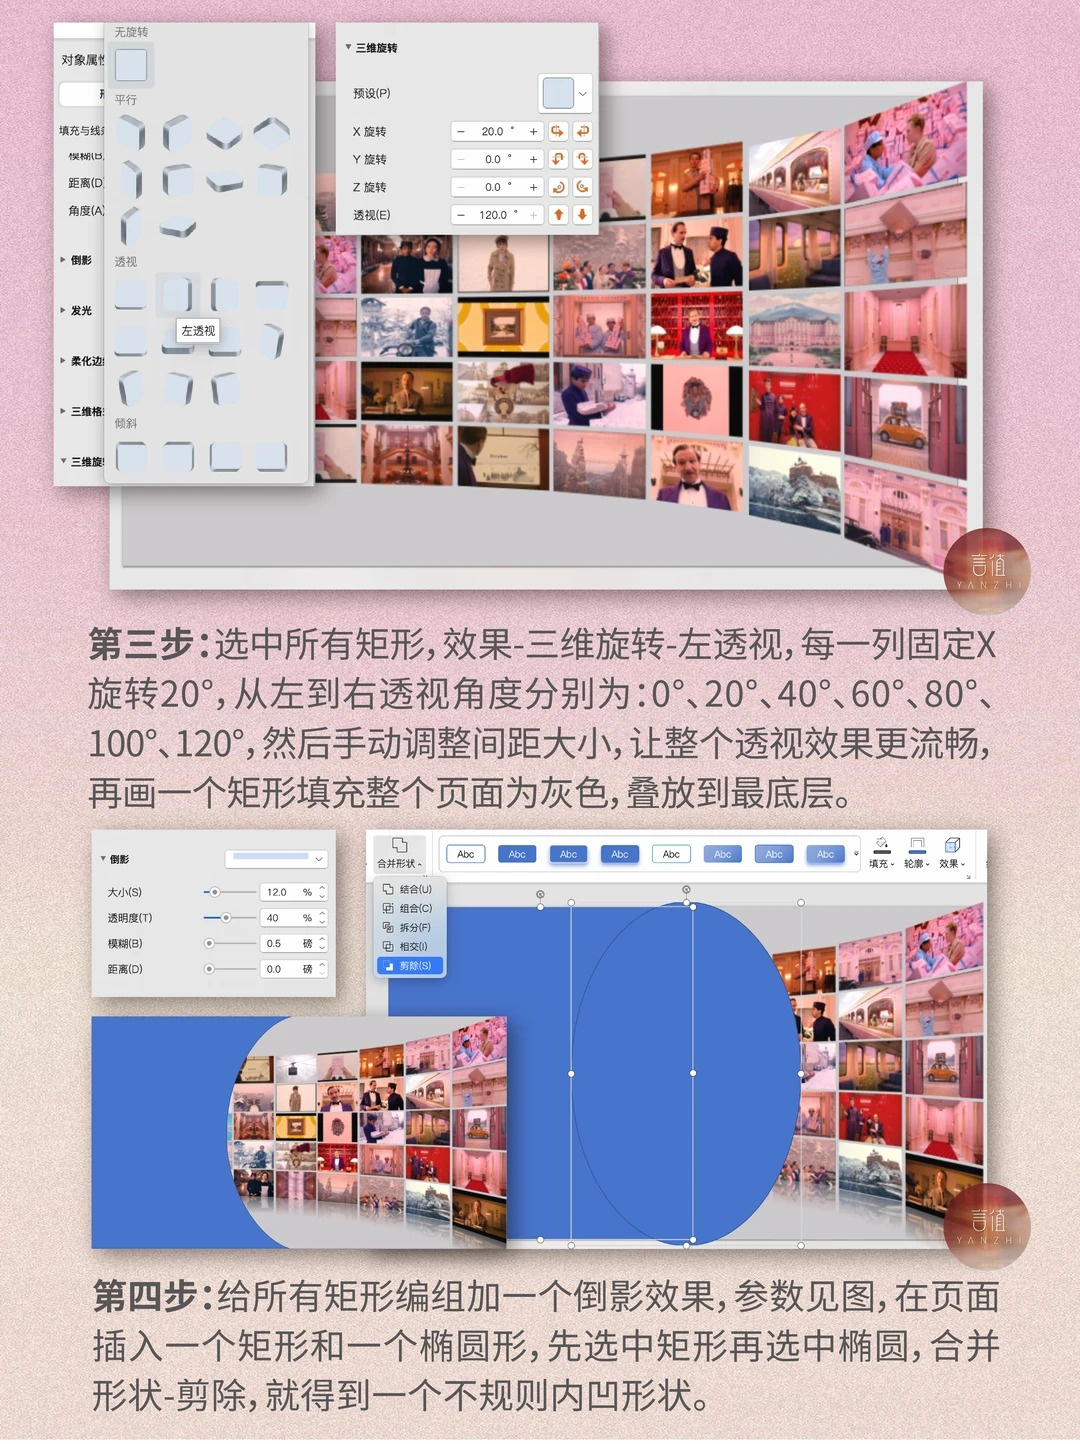 无旋转
对象属性
平行
填充与线条
模糊(B)
距离(D)
角度(A)
倒影
透视
发光
左透视
柔化边缘
三维格式
倾斜
三维旋转
三维旋转
预设(P)
X 旋转 − 20.0 ° +
Y 旋转 − 0.0 ° +
Z 旋转 − 0.0 ° +
透视(E) − 120.0 ° +
言值
YANZHI
第三步：选中所有矩形，效果-三维旋转-左透视，每一列固定X
旋转20°，从左到右透视角度分别为：0°、20°、40°、60°、80°、
100°、120°，然后手动调整间距大小，让整个透视效果更流畅，
再画一个矩形填充整个页面为灰色，叠放到最底层。
倒影
大小(S) 12.0 %
透明度(T) 40 %
模糊(B) 0.5 磅
距离(D) 0.0 磅
合并形状
Abc Abc Abc Abc Abc Abc Abc Abc
填充 轮廓 效果
结合(U)
组合(C)
拆分(F)
相交(I)
剪除(S)
言值
YANZHI
第四步：给所有矩形编组加一个倒影效果，参数见图，在页面
插入一个矩形和一个椭圆形，先选中矩形再选中椭圆，合并
形状-剪除，就得到一个不规则内凹形状。